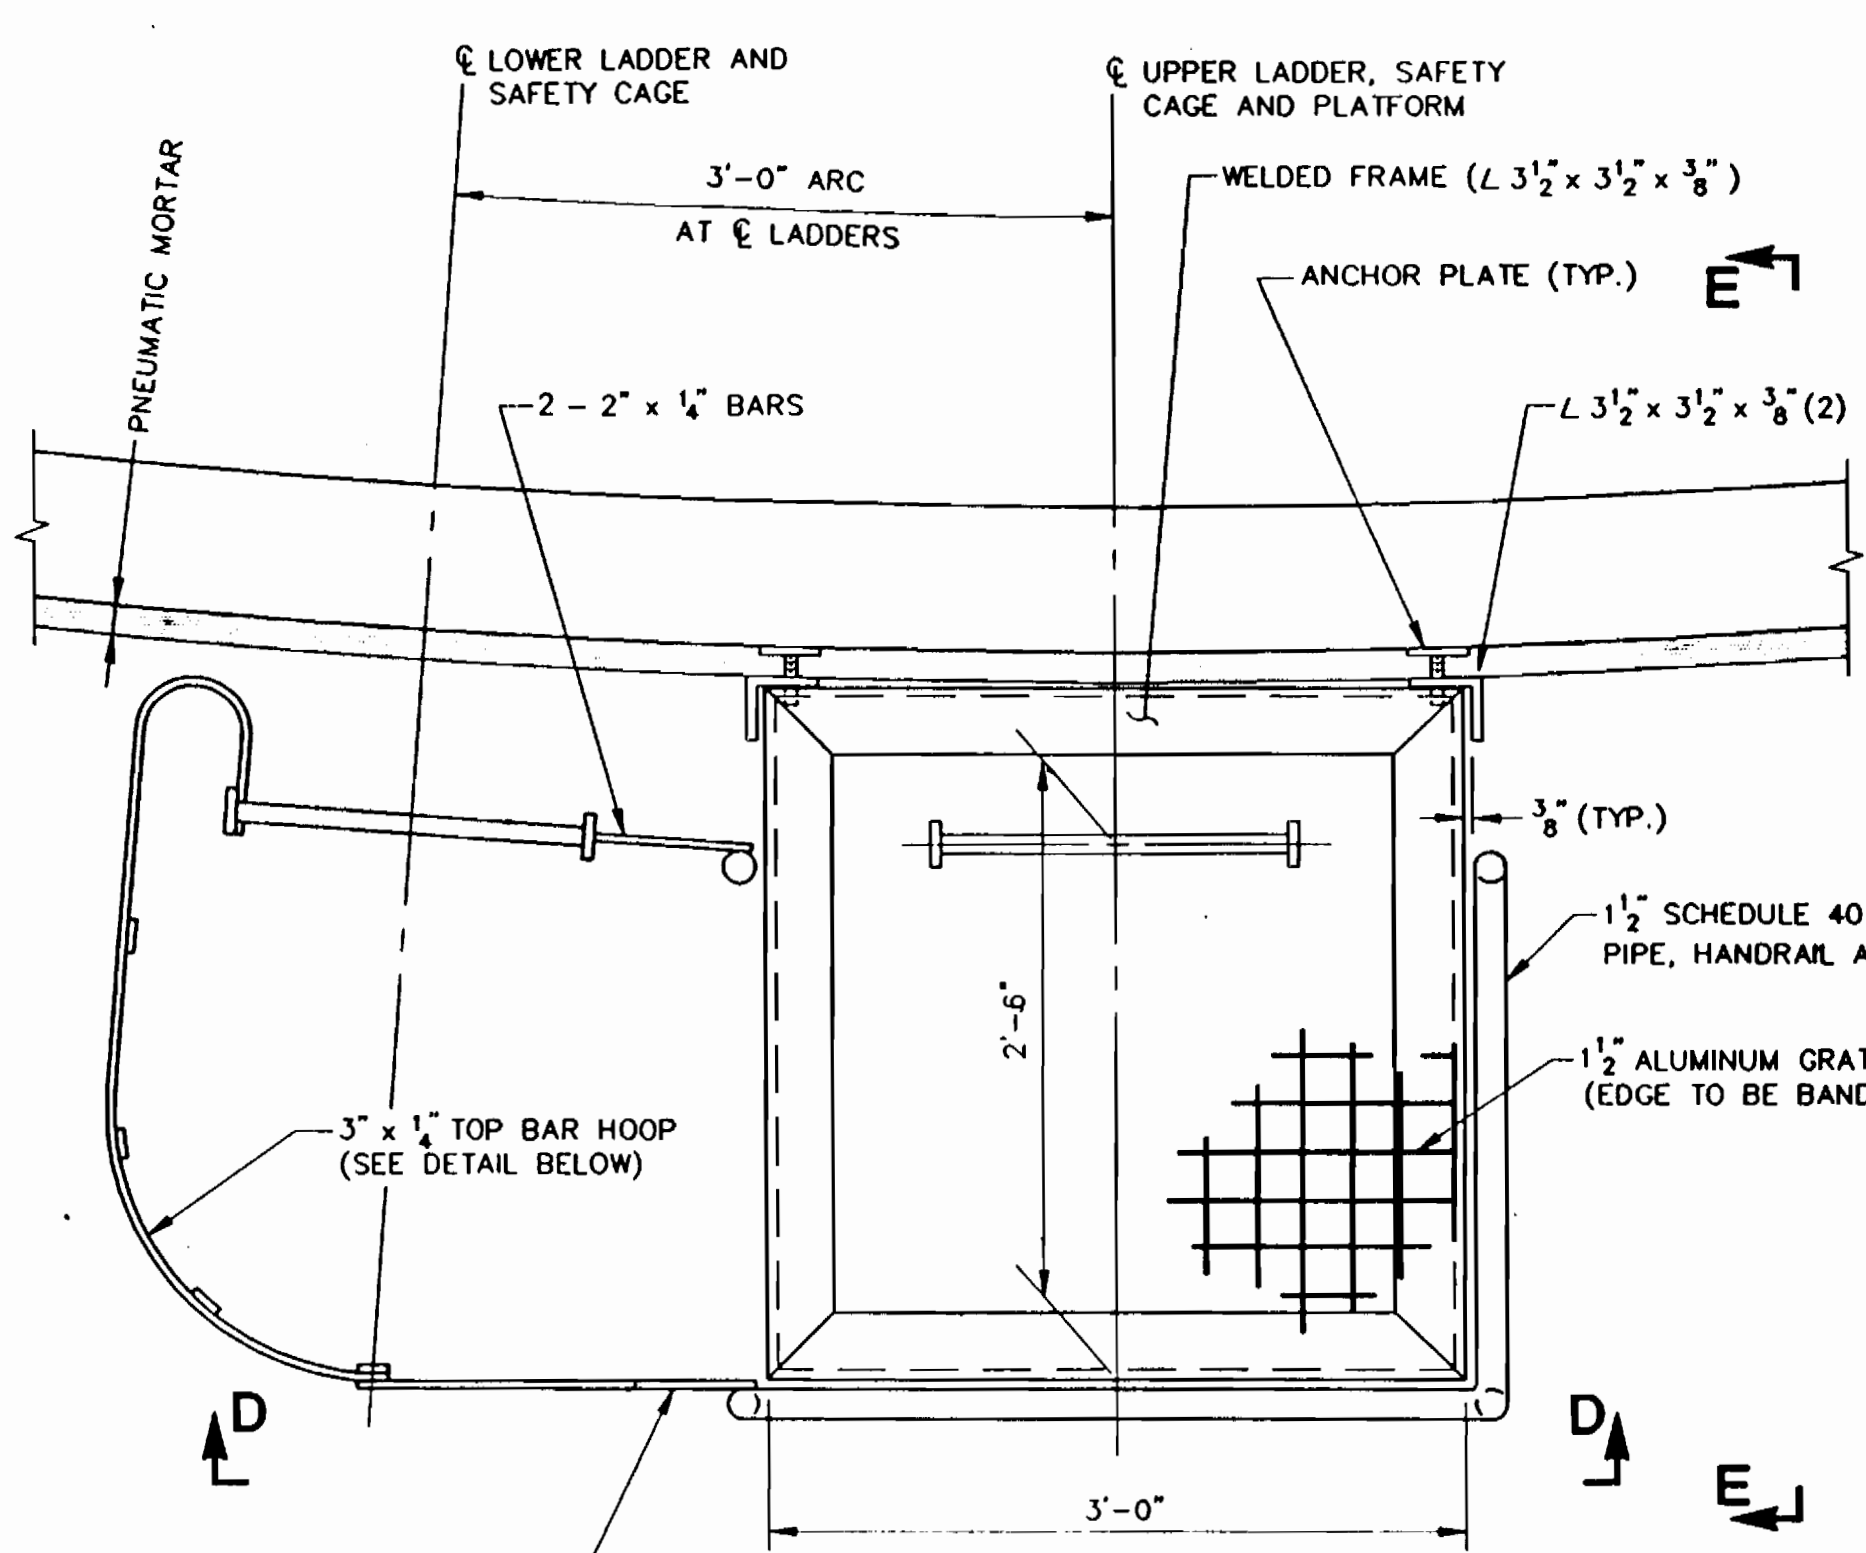 ℄ LOWER LADDER AND
SAFETY CAGE
℄ UPPER LADDER, SAFETY
CAGE AND PLATFORM
3'-0" ARC
AT ℄ LADDERS
WELDED FRAME (∠ 3½" x 3½" x ⅜")
PNEUMATIC MORTAR
ANCHOR PLATE (TYP.)
E
2 - 2" x ¼" BARS
∠ 3½" x 3½" x ⅜" (2)
⅜" (TYP.)
1½" SCHEDULE 40
PIPE, HANDRAIL A
2'-6"
1½" ALUMINUM GRAT
(EDGE TO BE BAND
3" x ¼" TOP BAR HOOP
(SEE DETAIL BELOW)
D
D
E
3'-0"